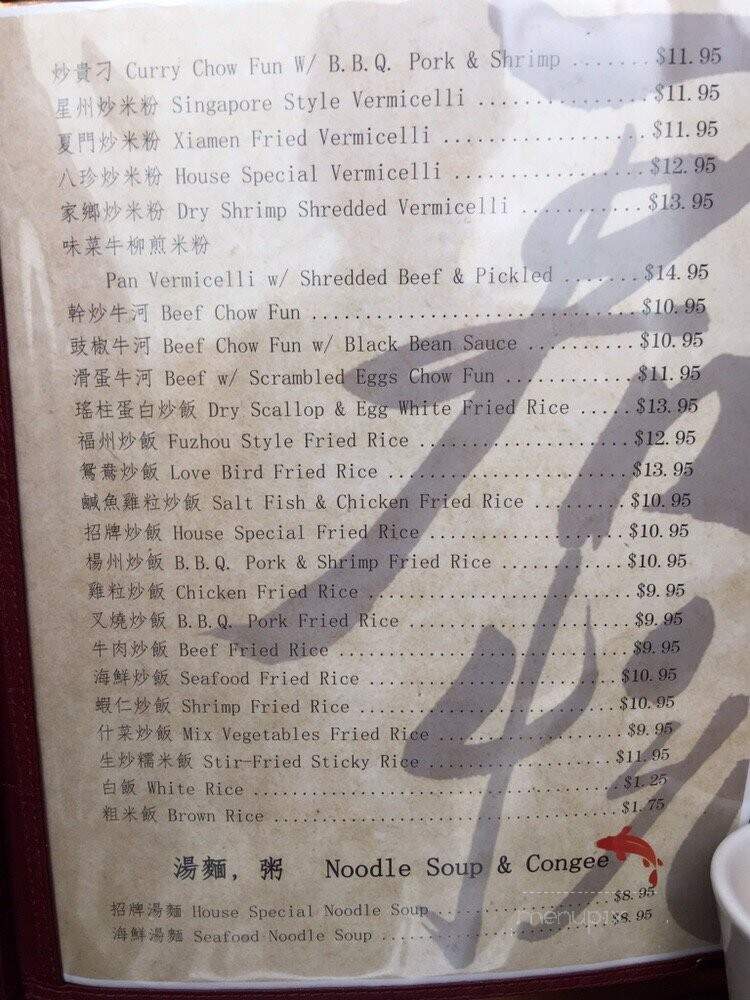 炒貴刁 Curry Chow Fun W/ B.B.Q. Pork & Shrimp ....... $11.95
星州炒米粉 Singapore Style Vermicelli ................ $11.95
夏門炒米粉 Xiamen Fried Vermicelli ................... $11.95
八珍炒米粉 House Special Vermicelli .................. $12.95
家鄉炒米粉 Dry Shrimp Shredded Vermicelli ............ $13.95
味菜牛柳煎米粉
Pan Vermicelli w/ Shredded Beef & Pickled ....... $14.95
幹炒牛河 Beef Chow Fun ................................. $10.95
豉椒牛河 Beef Chow Fun w/ Black Bean Sauce .......... $10.95
滑蛋牛河 Beef w/ Scrambled Eggs Chow Fun ............ $11.95
瑤柱蛋白炒飯 Dry Scallop & Egg White Fried Rice ..... $13.95
福州炒飯 Fuzhou Style Fried Rice ..................... $12.95
鴛鴦炒飯 Love Bird Fried Rice ........................ $13.95
鹹魚雞粒炒飯 Salt Fish & Chicken Fried Rice ......... $10.95
招牌炒飯 House Special Fried Rice ................... $10.95
楊州炒飯 B.B.Q. Pork & Shrimp Fried Rice ............ $10.95
雞粒炒飯 Chicken Fried Rice .......................... $9.95
叉燒炒飯 B.B.Q. Pork Fried Rice ...................... $9.95
牛肉炒飯 Beef Fried Rice ............................. $9.95
海鮮炒飯 Seafood Fried Rice .......................... $10.95
蝦仁炒飯 Shrimp Fried Rice ........................... $10.95
什菜炒飯 Mix Vegetables Fried Rice ................... $9.95
生炒糯米飯 Stir-Fried Sticky Rice .................... $11.95
白飯 White Rice ....................................... $1.25
粗米飯 Brown Rice ..................................... $1.75
湯麵，粥 Noodle Soup & Congee
招牌湯麵 House Special Noodle Soup ................... $8.95
海鮮湯麵 Seafood Noodle Soup ......................... $8.95